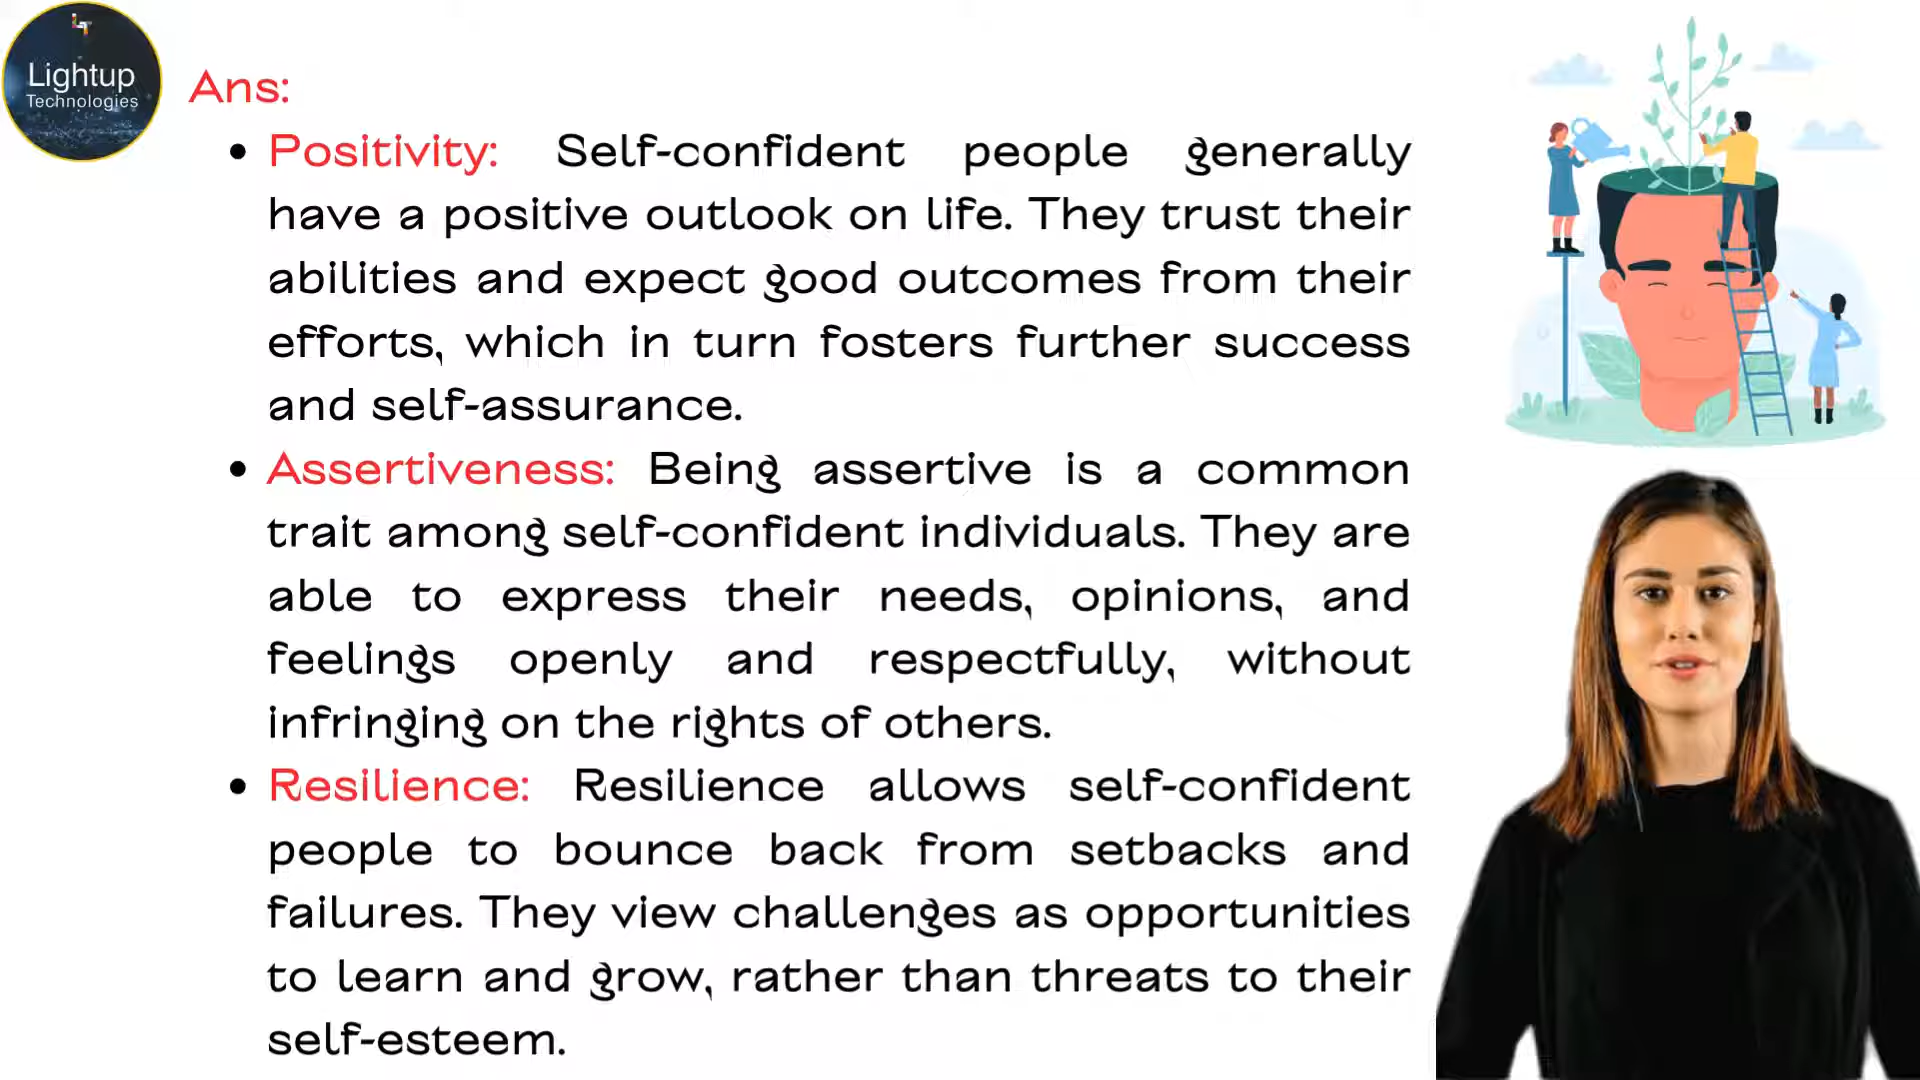 LT
Lightup
Technologies
Ans:
• Positivity: Self-confident people generally
have a positive outlook on life. They trust their
abilities and expect good outcomes from their
efforts, which in turn fosters further success
and self-assurance.
• Assertiveness: Being assertive is a common
trait among self-confident individuals. They are
able to express their needs, opinions, and
feelings openly and respectfully, without
infringing on the rights of others.
• Resilience: Resilience allows self-confident
people to bounce back from setbacks and
failures. They view challenges as opportunities
to learn and grow, rather than threats to their
self-esteem.